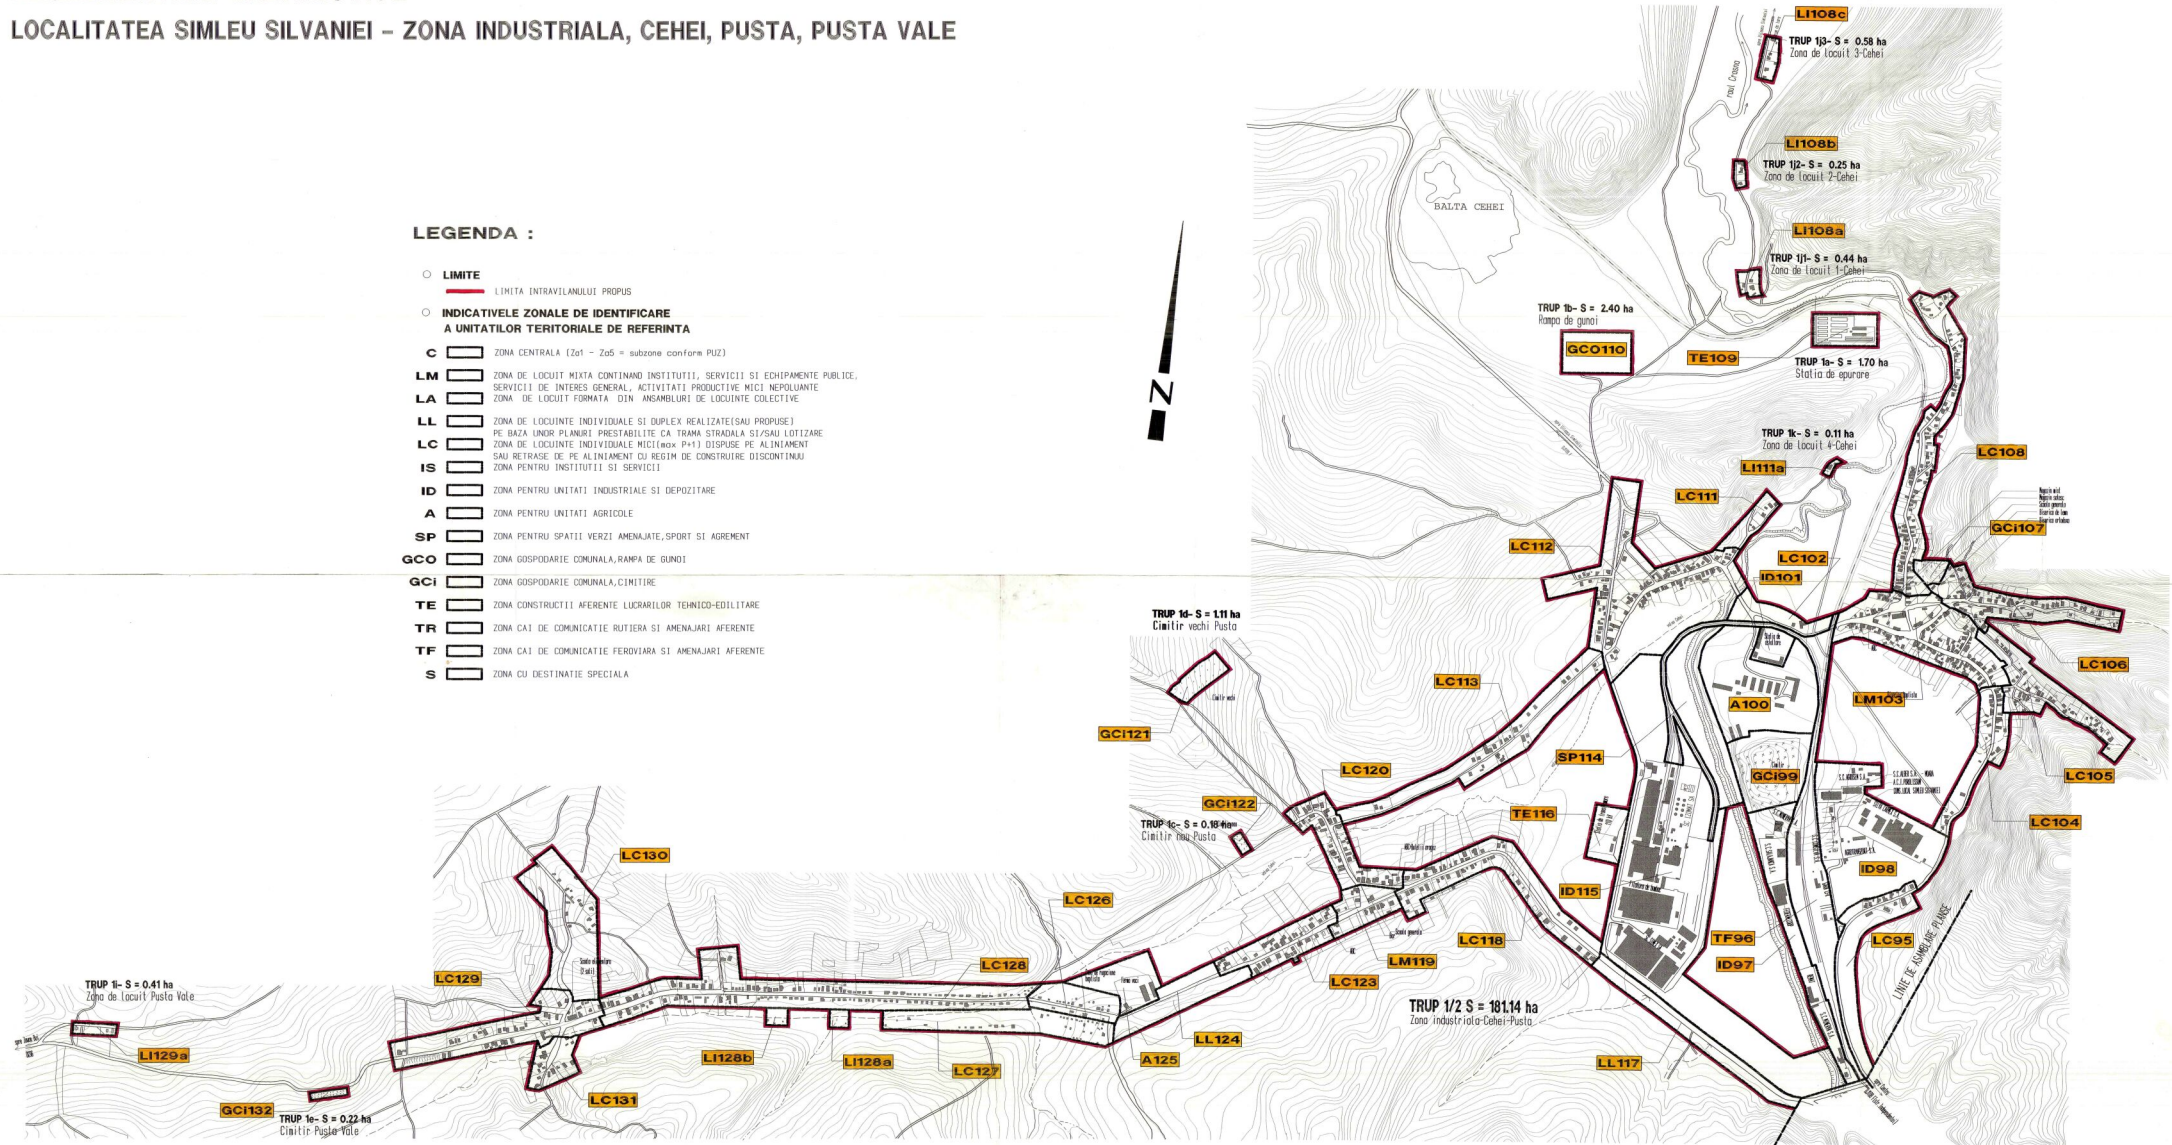 LOCALITATEA SIMLEU SILVANIEI – ZONA INDUSTRIALA, CEHEI, PUSTA, PUSTA VALE
LEGENDA :
LIMITE
LIMITA INTRAVILANULUI PROPUS
INDICATIVELE ZONALE DE IDENTIFICARE
A UNITATILOR TERITORIALE DE REFERINTA
C ZONA CENTRALA (Za1 - Za5 = subzone conform PUZ)
LM ZONA DE LOCUIT MIXTA CONTINAND INSTITUTII, SERVICII SI ECHIPAMENTE PUBLICE,
SERVICII DE INTERES GENERAL, ACTIVITATI PRODUCTIVE MICI NEPOLUANTE
LA ZONA DE LOCUIT FORMATA DIN ANSAMBLURI DE LOCUINTE COLECTIVE
LL ZONA DE LOCUINTE INDIVIDUALE SI DUPLEX REALIZATE(SAU PROPUSE)
PE BAZA UNOR PLANURI PRESTABILITE CA TRAMA STRADALA SI/SAU LOTIZARE
LC ZONA DE LOCUINTE INDIVIDUALE MICI(max P+1) DISPUSE PE ALINIAMENT
SAU RETRASE DE PE ALINIAMENT CU REGIM DE CONSTRUIRE DISCONTINUU
IS ZONA PENTRU INSTITUTII SI SERVICII
ID ZONA PENTRU UNITATI INDUSTRIALE SI DEPOZITARE
A ZONA PENTRU UNITATI AGRICOLE
SP ZONA PENTRU SPATII VERZI AMENAJATE,SPORT SI AGREMENT
GCO ZONA GOSPODARIE COMUNALA,RAMPA DE GUNOI
GCi ZONA GOSPODARIE COMUNALA,CIMITIRE
TE ZONA CONSTRUCTII AFERENTE LUCRARILOR TEHNICO-EDILITARE
TR ZONA CAI DE COMUNICATIE RUTIERA SI AMENAJARI AFERENTE
TF ZONA CAI DE COMUNICATIE FEROVIARA SI AMENAJARI AFERENTE
S ZONA CU DESTINATIE SPECIALA
N
LI108c
TRUP 1j3- S = 0.58 ha
Zona de locuit 3-Cehei
raul Crasna
LI108b
TRUP 1j2- S = 0.25 ha
Zona de locuit 2-Cehei
BALTA CEHEI
LI108a
TRUP 1j1- S = 0.44 ha
Zona de locuit 1-Cehei
TRUP 1b- S = 2.40 ha
Rampa de gunoi
GCO110
TE109
TRUP 1a- S = 1.70 ha
Statia de epurare
TRUP 1k- S = 0.11 ha
Zona de locuit 4-Cehei
LI111a
LC108
LC111
GCi107
LC112
LC102
ID101
TRUP 1d- S = 1.11 ha
Cimitir vechi Pusta
Cimitir vechi
LC106
LC113
LM103
A100
GCi121
SP114
LC120
GCi99
Cimitir
LC105
GCi122
TRUP 1c- S = 0.18 ha
Cimitir nou Pusta
TE116
LC104
LC130
ID98
ID115
LC126
LC118
TF96
LC95
LINIE DE ASAMBLARE PLANSE
LM119
ID97
Scoala generala
LC129
LC128
LC123
TRUP 1i- S = 0.41 ha
Zona de locuit Pusta Vale
TRUP 1/2 S = 181.14 ha
Zona industriala-Cehei-Pusta
LL124
LI129a
LI128b
LI128a
LC127
A125
LL117
LC131
GCi132
TRUP 1e- S = 0.22 ha
Cimitir Pusta Vale